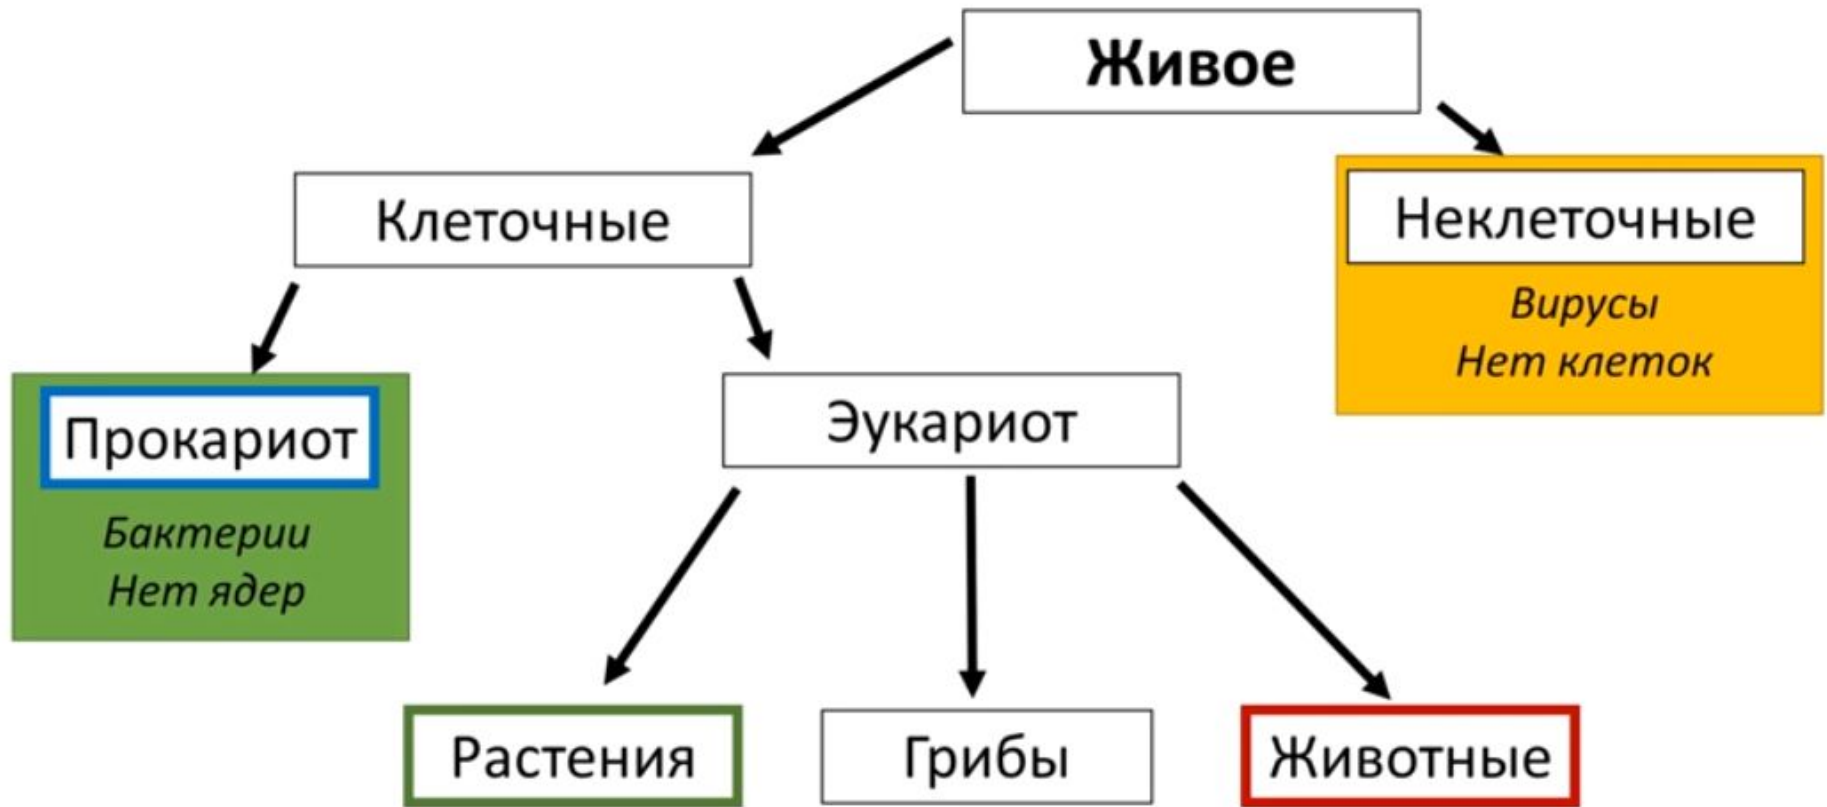 Живое
Клеточные
Неклеточные
Вирусы
Нет клеток
Прокариот
Бактерии
Нет ядер
Эукариот
Растения
Грибы
Животные